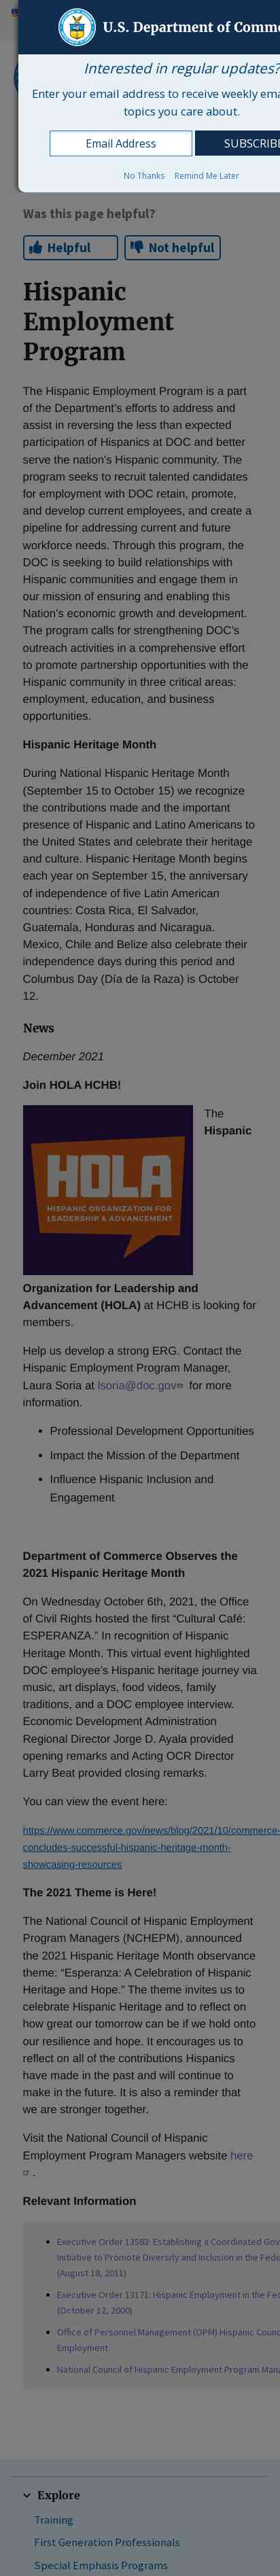 U.S. Department of Comme
Interested in regular updates?
Enter your email address to receive weekly ema
topics you care about.
Email Address
SUBSCRIBE
No Thanks Remind Me Later
Was this page helpful?
Helpful Not helpful
Hispanic
Employment
Program
The Hispanic Employment Program is a part
of the Department's efforts to address and
assist in reversing the less than expected
participation of Hispanics at DOC and better
serve the nation's Hispanic community. The
program seeks to recruit talented candidates
for employment with DOC retain, promote,
and develop current employees, and create a
pipeline for addressing current and future
workforce needs. Through this program, the
DOC is seeking to build relationships with
Hispanic communities and engage them in
our mission of ensuring and enabling this
Nation's economic growth and development.
The program calls for strengthening DOC's
outreach activities in a comprehensive effort
to promote partnership opportunities with the
Hispanic community in three critical areas:
employment, education, and business
opportunities.
Hispanic Heritage Month
During National Hispanic Heritage Month
(September 15 to October 15) we recognize
the contributions made and the important
presence of Hispanic and Latino Americans to
the United States and celebrate their heritage
and culture. Hispanic Heritage Month begins
each year on September 15, the anniversary
of independence of five Latin American
countries: Costa Rica, El Salvador,
Guatemala, Honduras and Nicaragua.
Mexico, Chile and Belize also celebrate their
independence days during this period and
Columbus Day (Día de la Raza) is October
12.
News
December 2021
Join HOLA HCHB!
The
Hispanic
HOLA
HISPANIC ORGANIZATION FOR
LEADERSHIP & ADVANCEMENT
Organization for Leadership and
Advancement (HOLA) at HCHB is looking for
members.
Help us develop a strong ERG. Contact the
Hispanic Employment Program Manager,
Laura Soria at lsoria@doc.gov for more
information.
Professional Development Opportunities
Impact the Mission of the Department
Influence Hispanic Inclusion and
Engagement
Department of Commerce Observes the
2021 Hispanic Heritage Month
On Wednesday October 6th, 2021, the Office
of Civil Rights hosted the first “Cultural Café:
ESPERANZA.” In recognition of Hispanic
Heritage Month. This virtual event highlighted
DOC employee's Hispanic heritage journey via
music, art displays, food videos, family
traditions, and a DOC employee interview.
Economic Development Administration
Regional Director Jorge D. Ayala provided
opening remarks and Acting OCR Director
Larry Beat provided closing remarks.
You can view the event here:
https://www.commerce.gov/news/blog/2021/10/commerce-
concludes-successful-hispanic-heritage-month-
showcasing-resources
The 2021 Theme is Here!
The National Council of Hispanic Employment
Program Managers (NCHEPM), announced
the 2021 Hispanic Heritage Month observance
theme: “Esperanza: A Celebration of Hispanic
Heritage and Hope.” The theme invites us to
celebrate Hispanic Heritage and to reflect on
how great our tomorrow can be if we hold onto
our resilience and hope. It encourages us to
reflect on all of the contributions Hispanics
have made in the past and will continue to
make in the future. It is also a reminder that
we are stronger together.
Visit the National Council of Hispanic
Employment Program Managers website here
.
Relevant Information
Executive Order 13583: Establishing a Coordinated Gov
Initiative to Promote Diversity and Inclusion in the Fede
(August 18, 2011)
Executive Order 13171: Hispanic Employment in the Fed
(October 12, 2000)
Office of Personnel Management (OPM) Hispanic Counc
Employment
National Council of Hispanic Employment Program Mana
Explore
Training
First Generation Professionals
Special Emphasis Programs